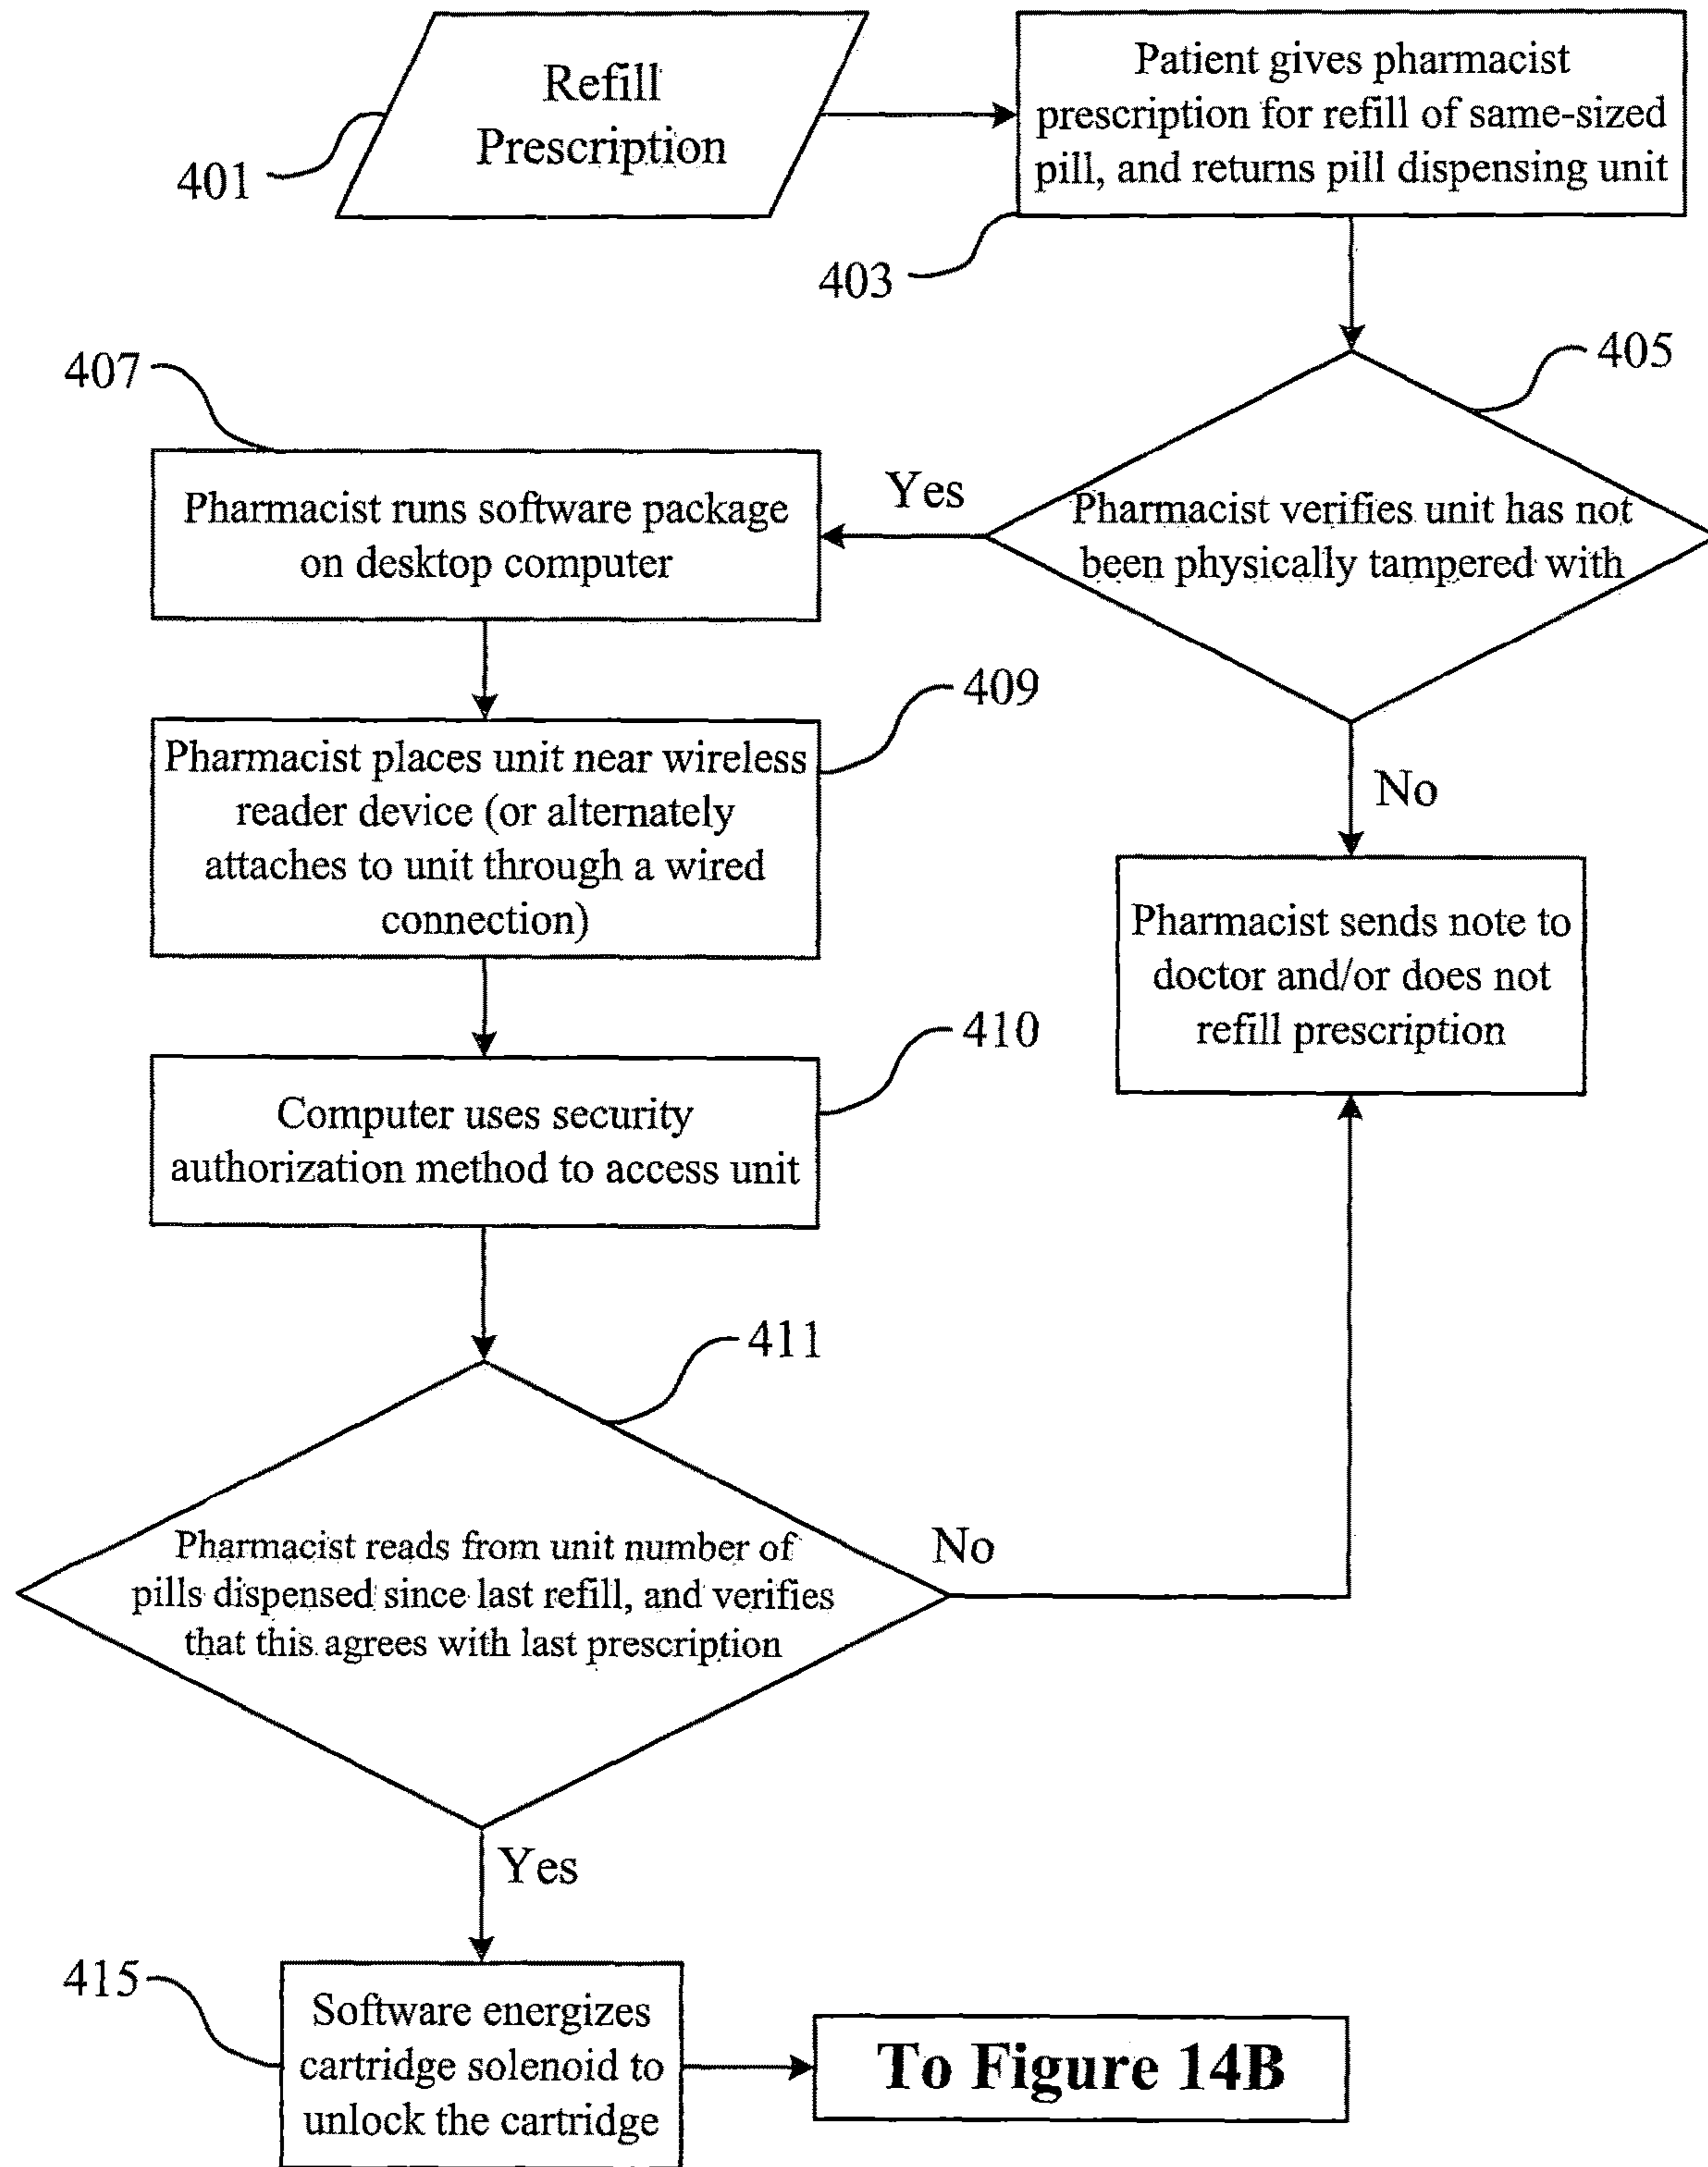 Refill
Prescription
401
Patient gives pharmacist
prescription for refill of same-sized
pill, and returns pill dispensing unit
403
405
Pharmacist verifies unit has not
been physically tampered with
Yes
No
407
Pharmacist runs software package
on desktop computer
409
Pharmacist places unit near wireless
reader device (or alternately
attaches to unit through a wired
connection)
Pharmacist sends note to
doctor and/or does not
refill prescription
410
Computer uses security
authorization method to access unit
411
Pharmacist reads from unit number of
pills dispensed since last refill, and verifies
that this agrees with last prescription
No
Yes
415
Software energizes
cartridge solenoid to
unlock the cartridge
To Figure 14B